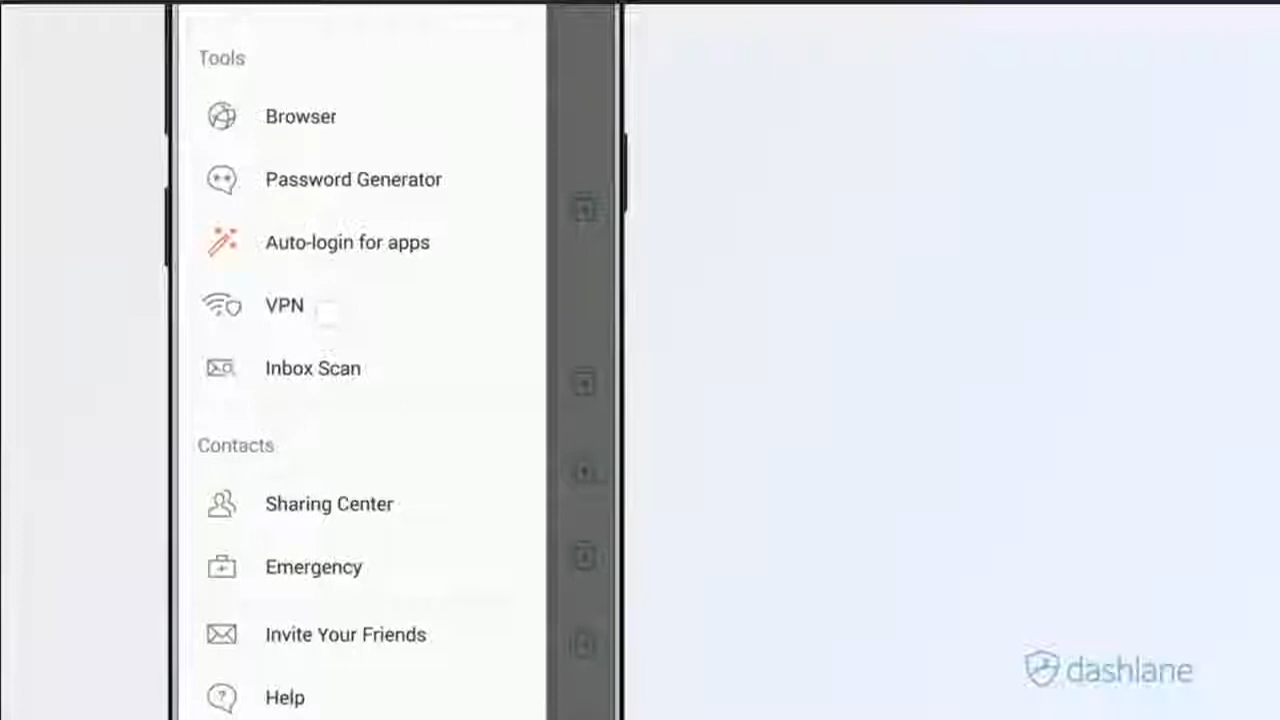 Tools
Browser
Password Generator
Auto-login for apps
VPN
Inbox Scan
Contacts
Sharing Center
Emergency
Invite Your Friends
Help
dashlane